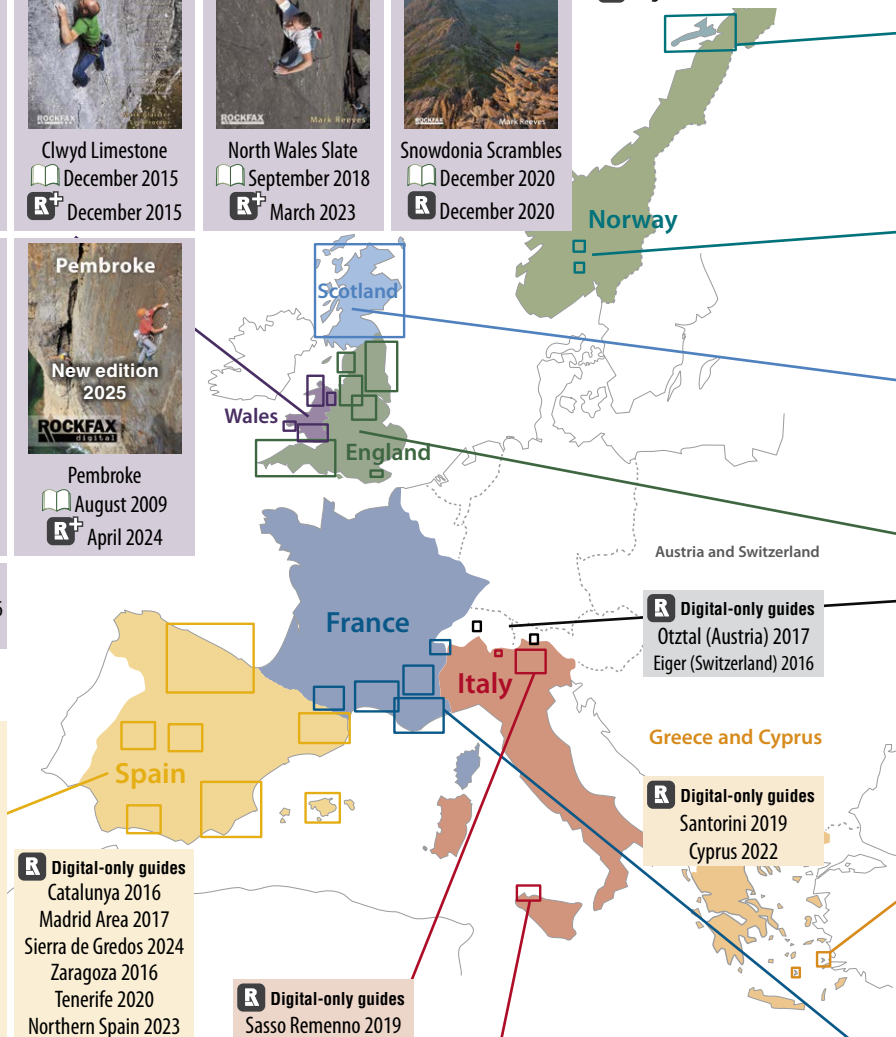 ROCKFAX
Clwyd Limestone
December 2015
R+ December 2015
ROCKFAX
Mark Reeves
North Wales Slate
September 2018
R+ March 2023
ROCKFAX
Mark Reeves
Snowdonia Scrambles
December 2020
R December 2020
Pembroke
New edition
2025
ROCKFAX
digital
Pembroke
August 2009
R+ April 2024
Norway
Scotland
Wales
England
France
Italy
Spain
Austria and Switzerland
R Digital-only guides
Otztal (Austria) 2017
Eiger (Switzerland) 2016
Greece and Cyprus
R Digital-only guides
Santorini 2019
Cyprus 2022
R Digital-only guides
Catalunya 2016
Madrid Area 2017
Sierra de Gredos 2024
Zaragoza 2016
Tenerife 2020
Northern Spain 2023
R Digital-only guides
Sasso Remenno 2019